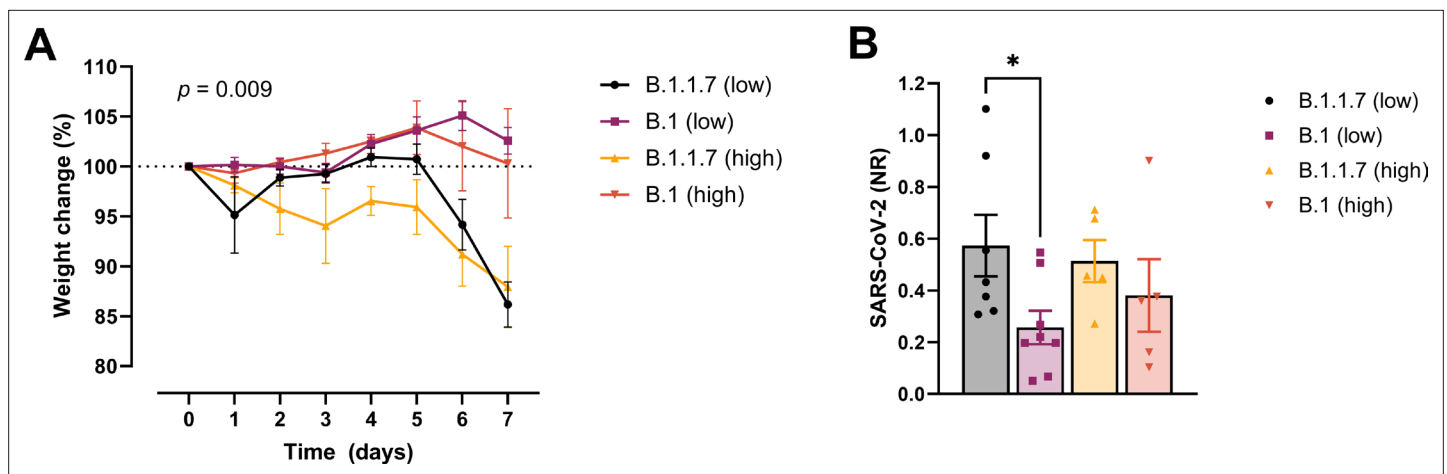 A
B
p = 0.009
Weight change (%)
110
105
100
95
90
85
80
0 1 2 3 4 5 6 7
Time (days)
B.1.1.7 (low)
B.1 (low)
B.1.1.7 (high)
B.1 (high)
*
SARS-CoV-2 (NR)
1.2
1.0
0.8
0.6
0.4
0.2
0.0
B.1.1.7 (low)
B.1 (low)
B.1.1.7 (high)
B.1 (high)